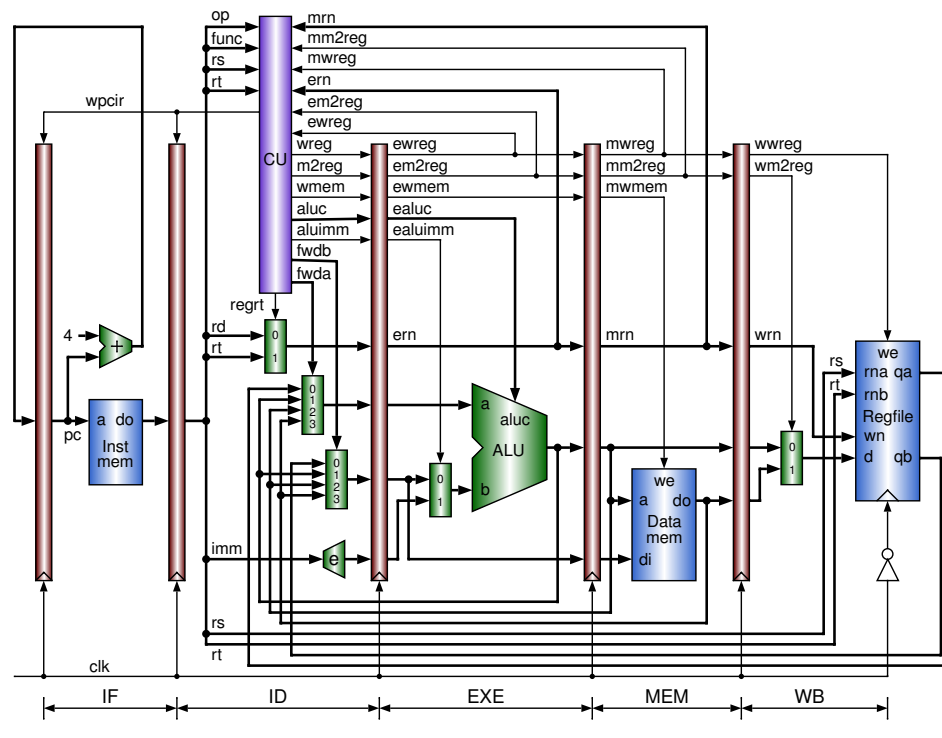 op mrn
func mm2reg
rs mwreg
rt ern
wpcir em2reg
ewreg
CU wreg ewreg mwreg wwreg
m2reg em2reg mm2reg wm2reg
wmem ewmem mwmem
aluc ealuc
aluimm ealuimm
fwdb
fwda
regrt
4 + rd 0 ern mrn wrn
rt 1
we
rs rna qa
rt rnb
Regfile
wn
d qb
0
1
2
3
a
aluc
ALU
b
pc
a do
Inst
mem
0
1
2
3
0
1
0
1
we
a do
Data
mem
di
imm e
rs
rt
clk
IF ID EXE MEM WB